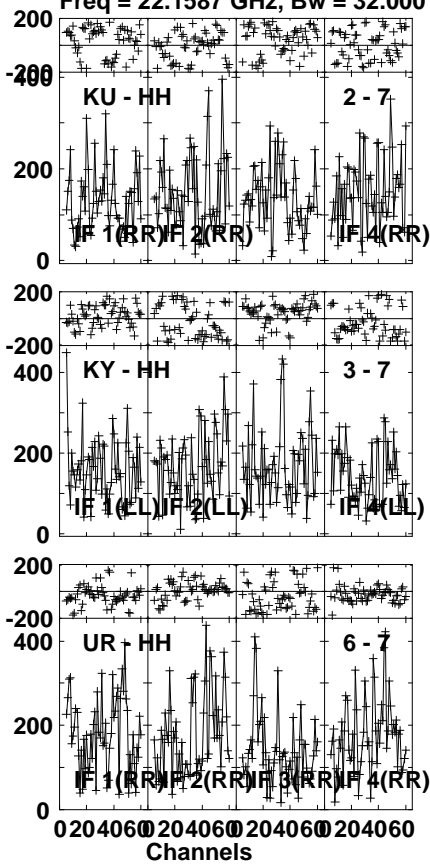 Freq = 22.1587 GHz, Bw = 32.000
200
-200
400
KU - HH 2 - 7
200
IF 1(RR) IF 2(RR) IF 4(RR)
0
200
-200
KY - HH 3 - 7
400
200
IF 1(LL) IF 2(LL) IF 4(LL)
0
200
-200
UR - HH 6 - 7
400
200
IF 1(RR) IF 2(RR) IF 3(RR) IF 4(RR)
0
0 20 40 60 0 20 40 60 0 20 40 60 0 20 40 60
Channels